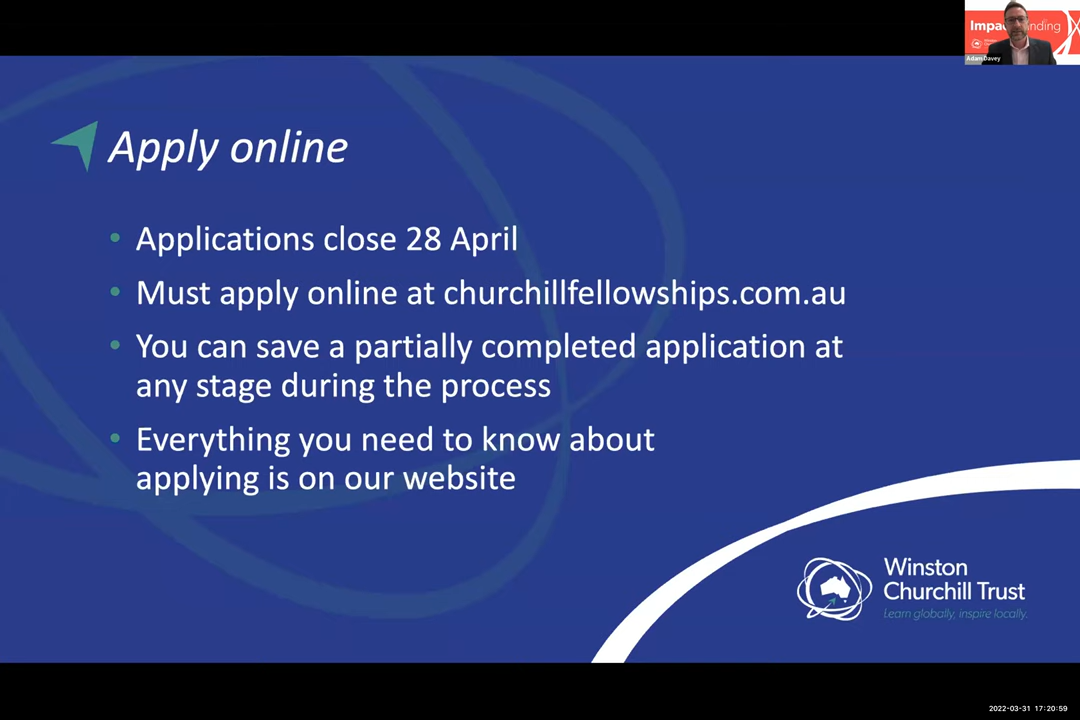 Impa nding
Adam Davey
Apply online
• Applications close 28 April
• Must apply online at churchillfellowships.com.au
• You can save a partially completed application at
any stage during the process
• Everything you need to know about
applying is on our website
Winston
Churchill Trust
Learn globally, inspire locally.
2022-03-31 17:20:59